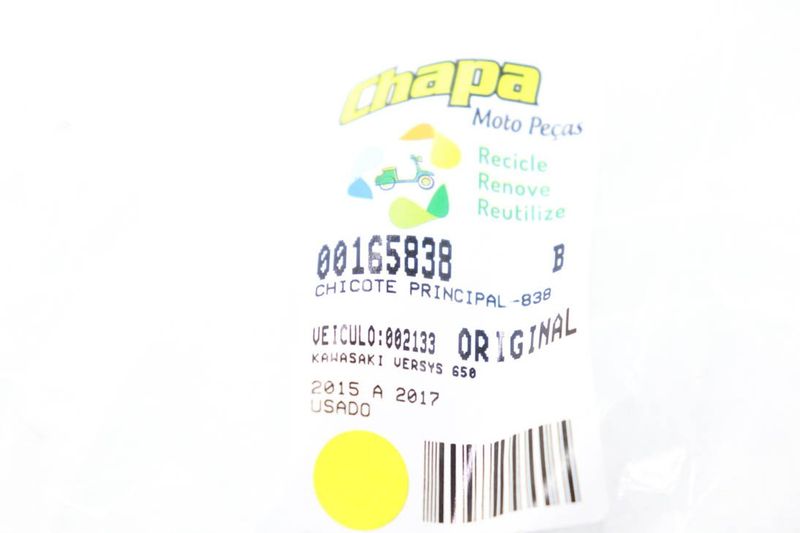 Chapa
Moto Peças
Recicle
Renove
Reutilize
00165838 B
CHICOTE PRINCIPAL -838
VEICULO:002133 ORIGINAL
KAWASAKI VERSYS 650
2015 A 2017
USADO